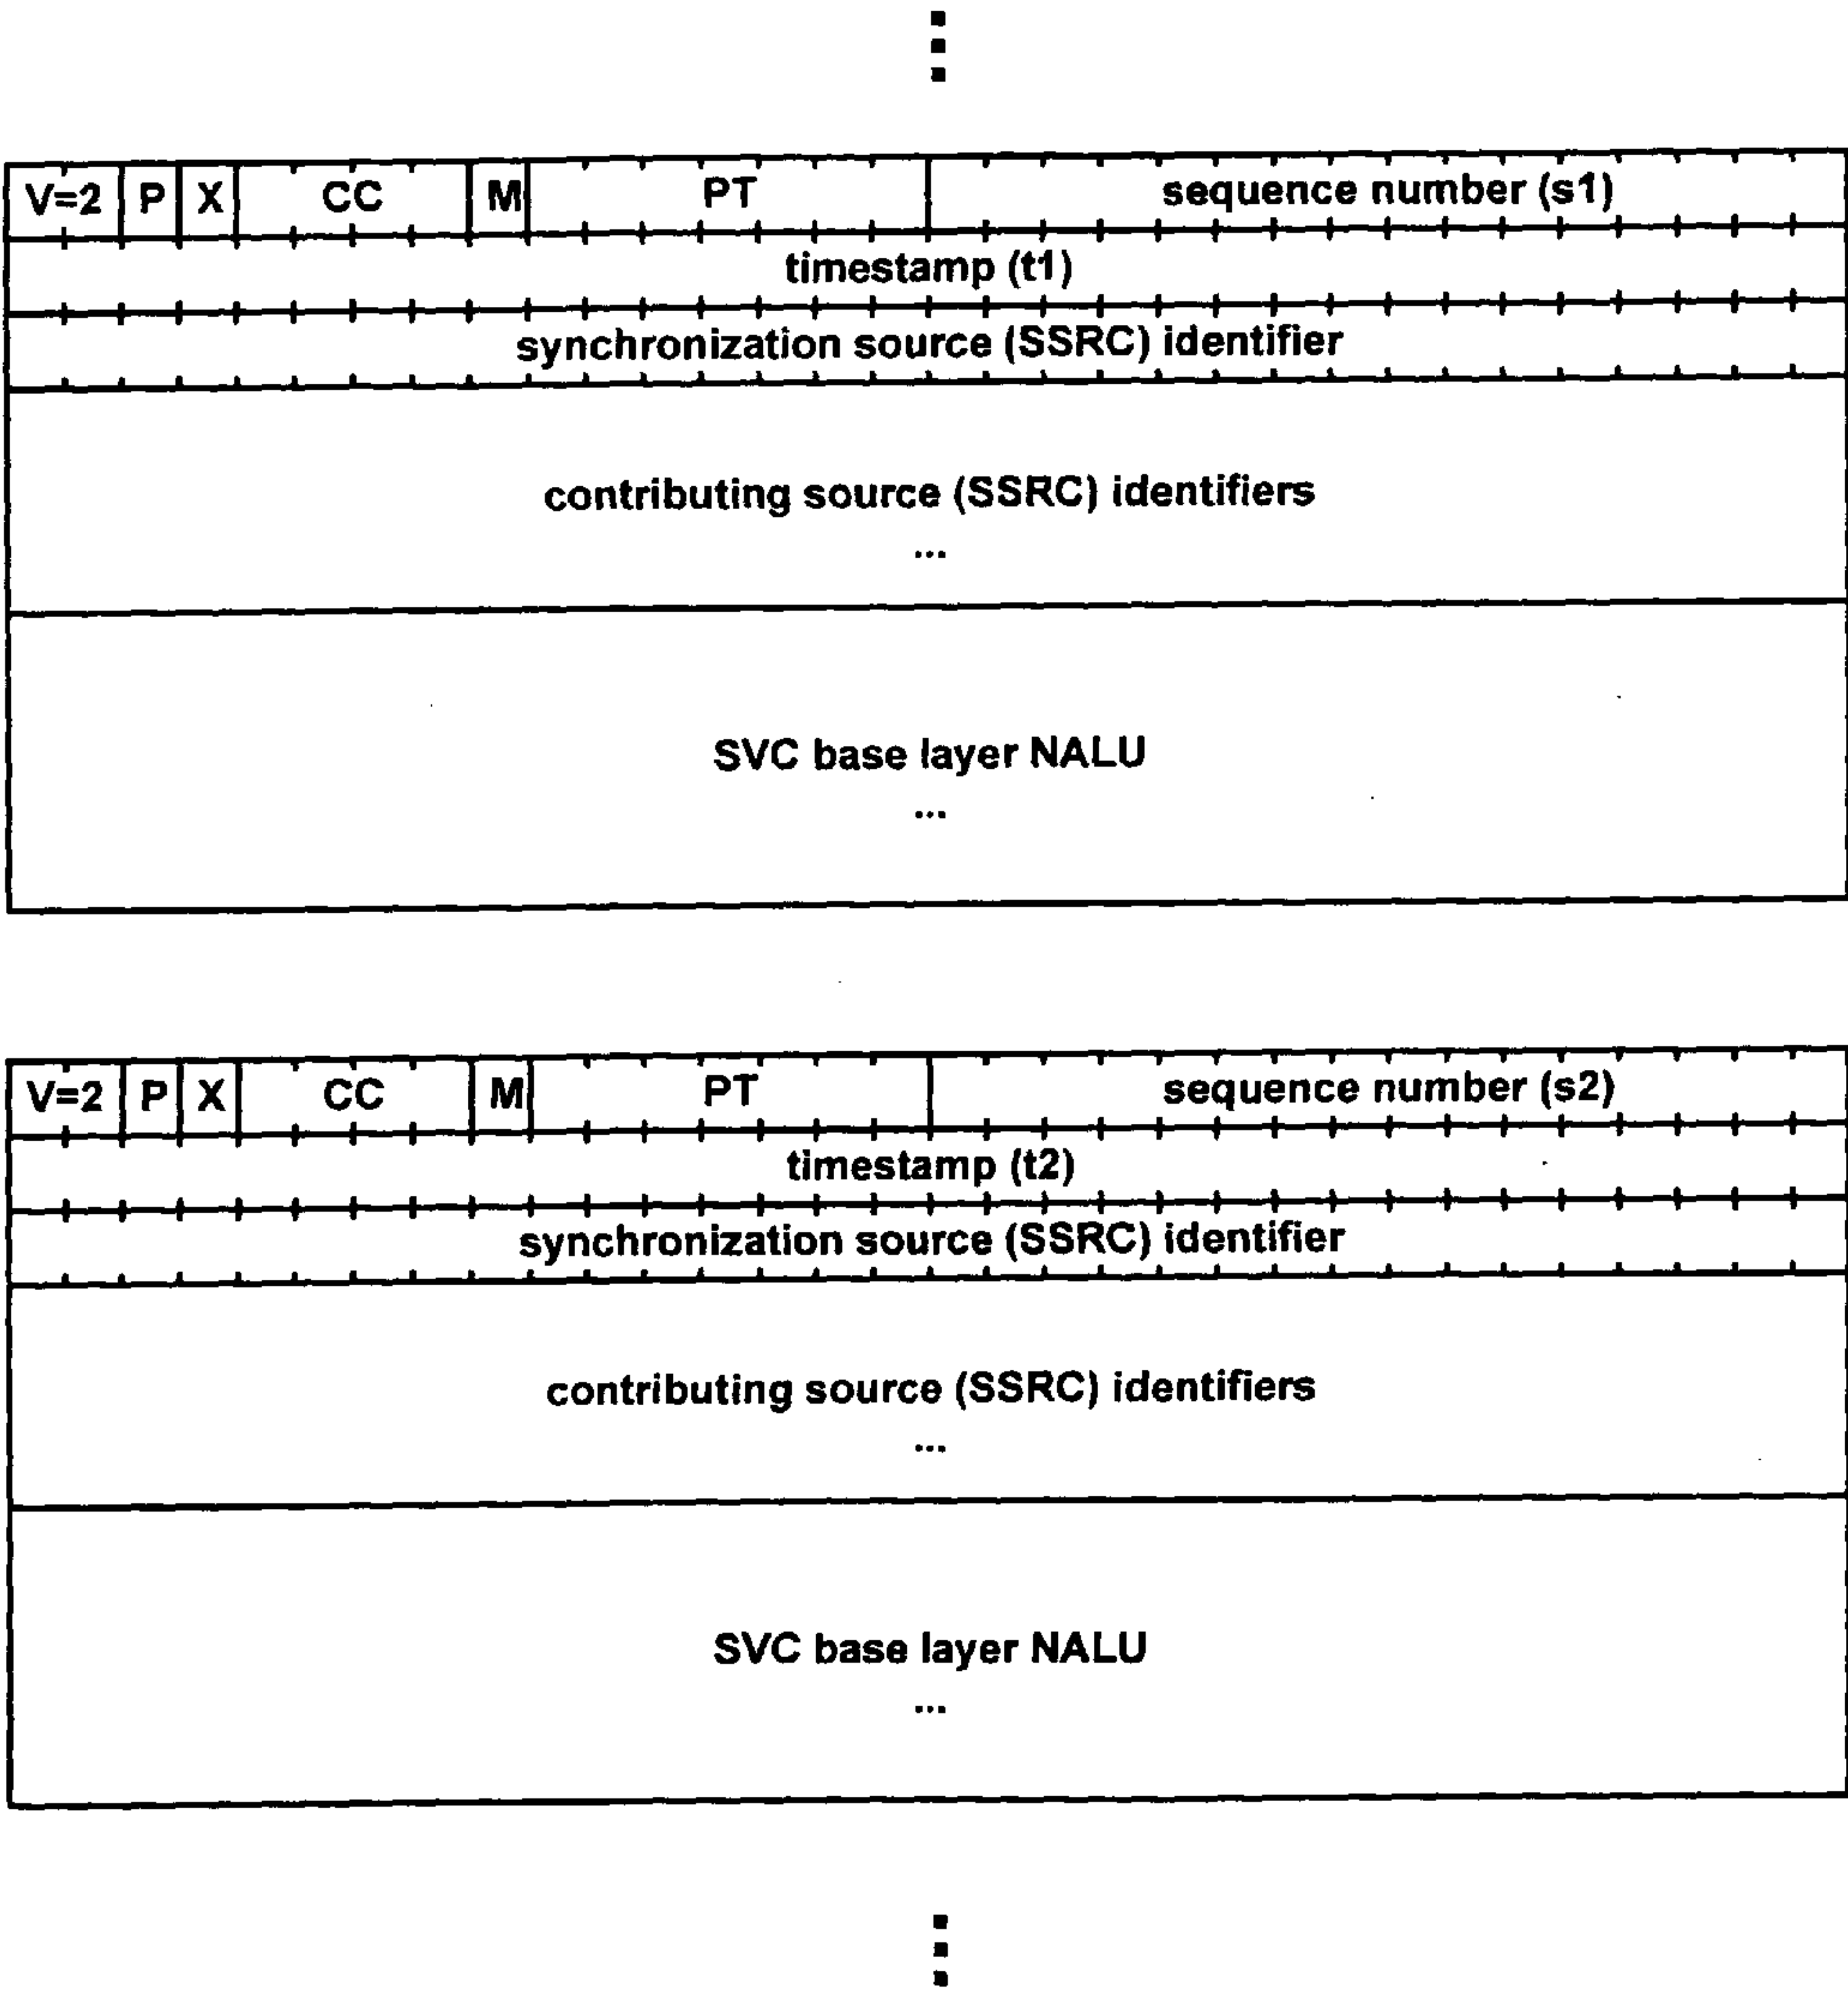 V=2 P X CC M PT sequence number (s1)
timestamp (t1)
synchronization source (SSRC) identifier
contributing source (SSRC) identifiers
...
SVC base layer NALU
...
V=2 P X CC M PT sequence number (s2)
timestamp (t2)
synchronization source (SSRC) identifier
contributing source (SSRC) identifiers
...
SVC base layer NALU
...